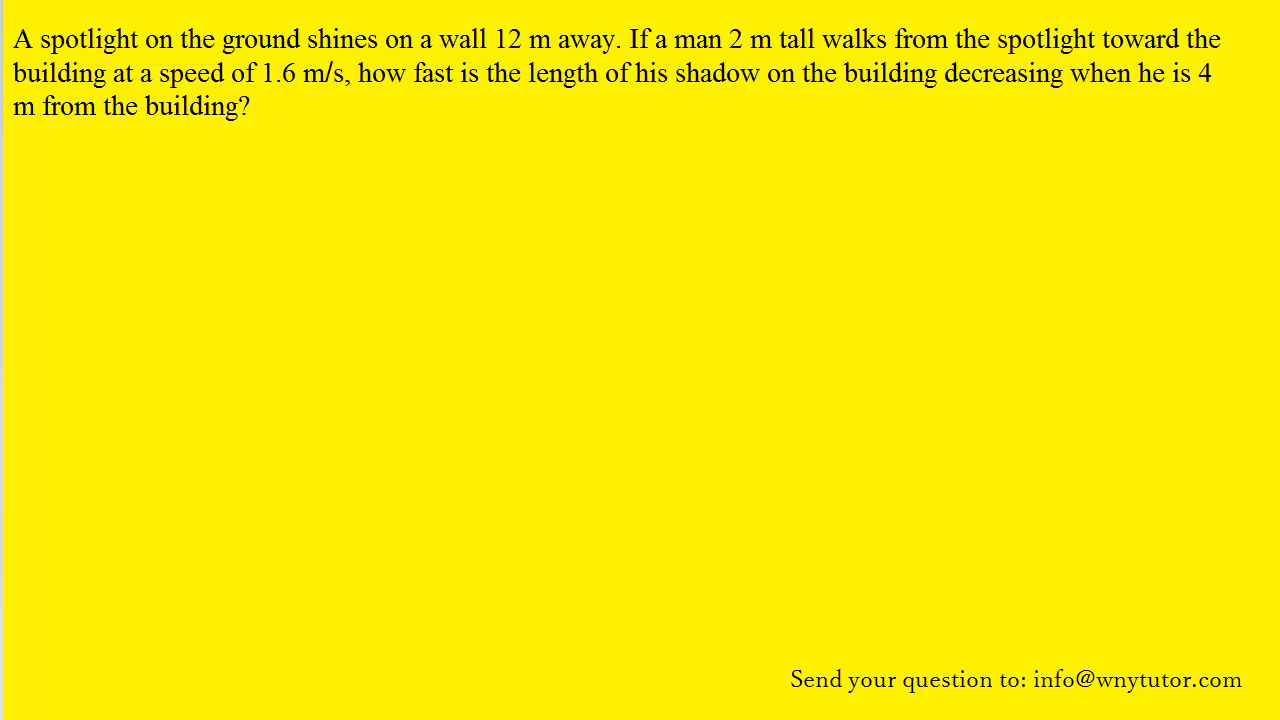 A spotlight on the ground shines on a wall 12 m away. If a man 2 m tall walks from the spotlight toward the
building at a speed of 1.6 m/s, how fast is the length of his shadow on the building decreasing when he is 4
m from the building?
Send your question to: info@wnytutor.com